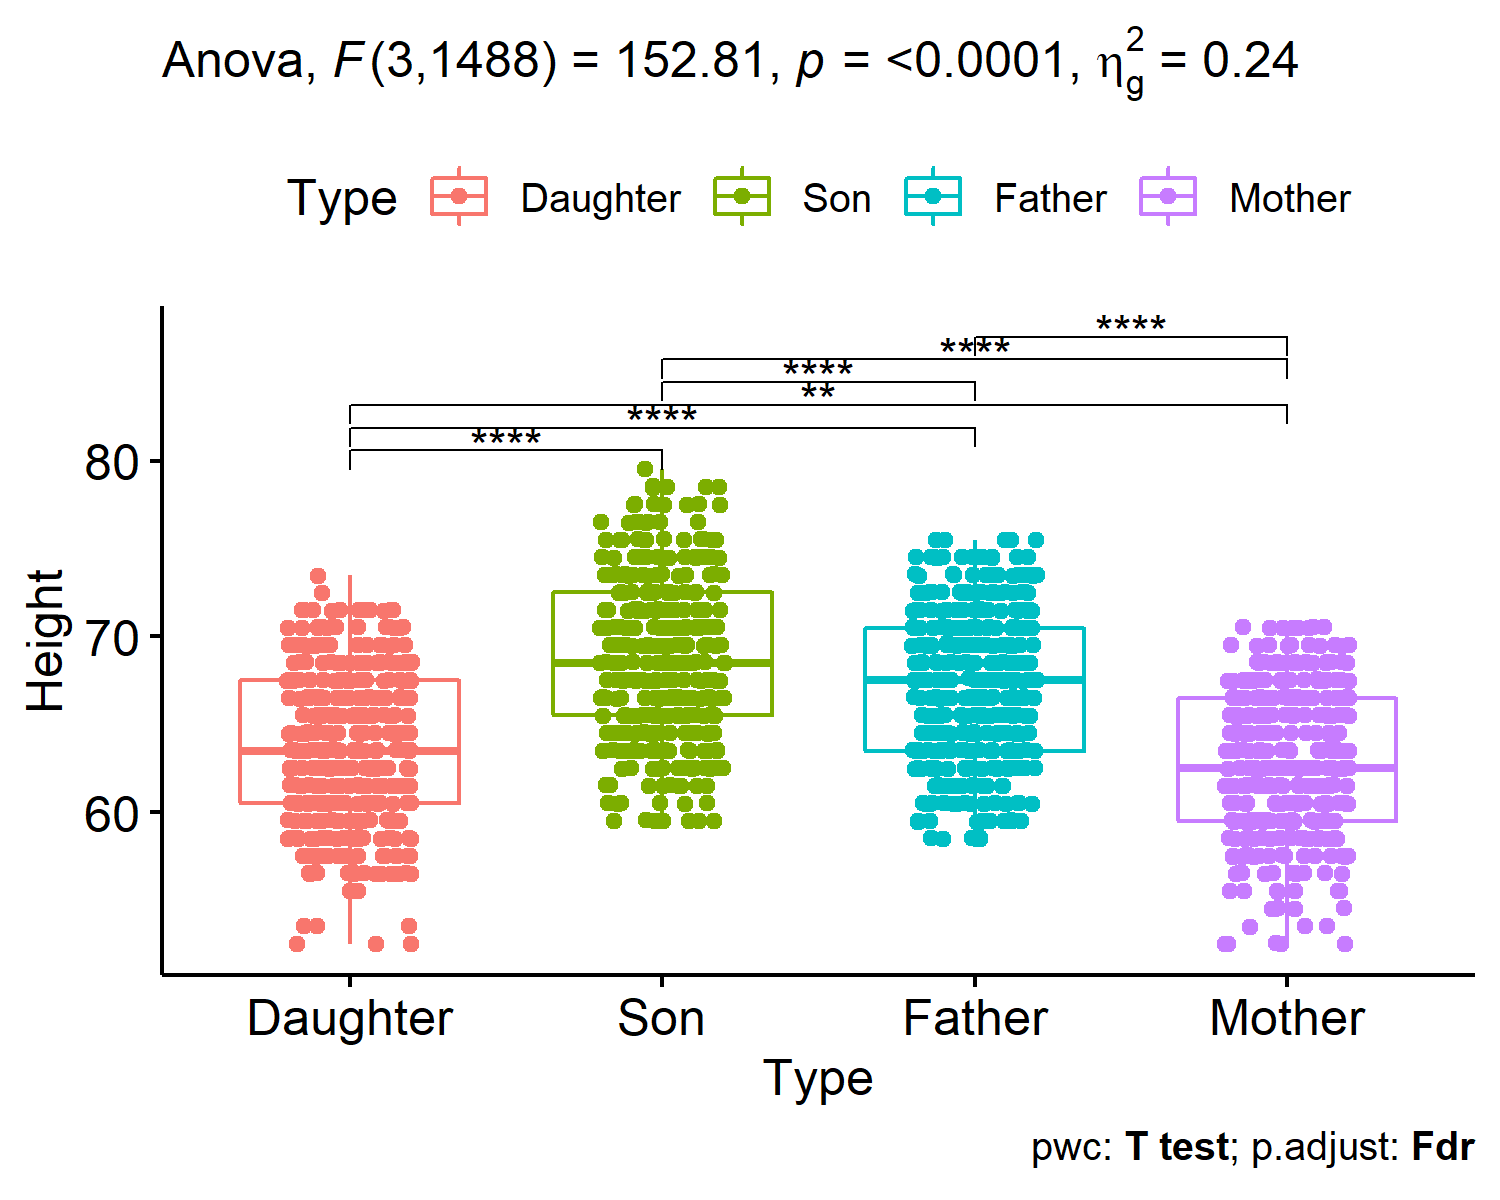 Anova, F(3,1488) = 152.81, p = <0.0001, η²g = 0.24
Type Daughter Son Father Mother
****
****
****
**
****
****
80
70
60
Height
Daughter Son Father Mother
Type
pwc: T test; p.adjust: Fdr